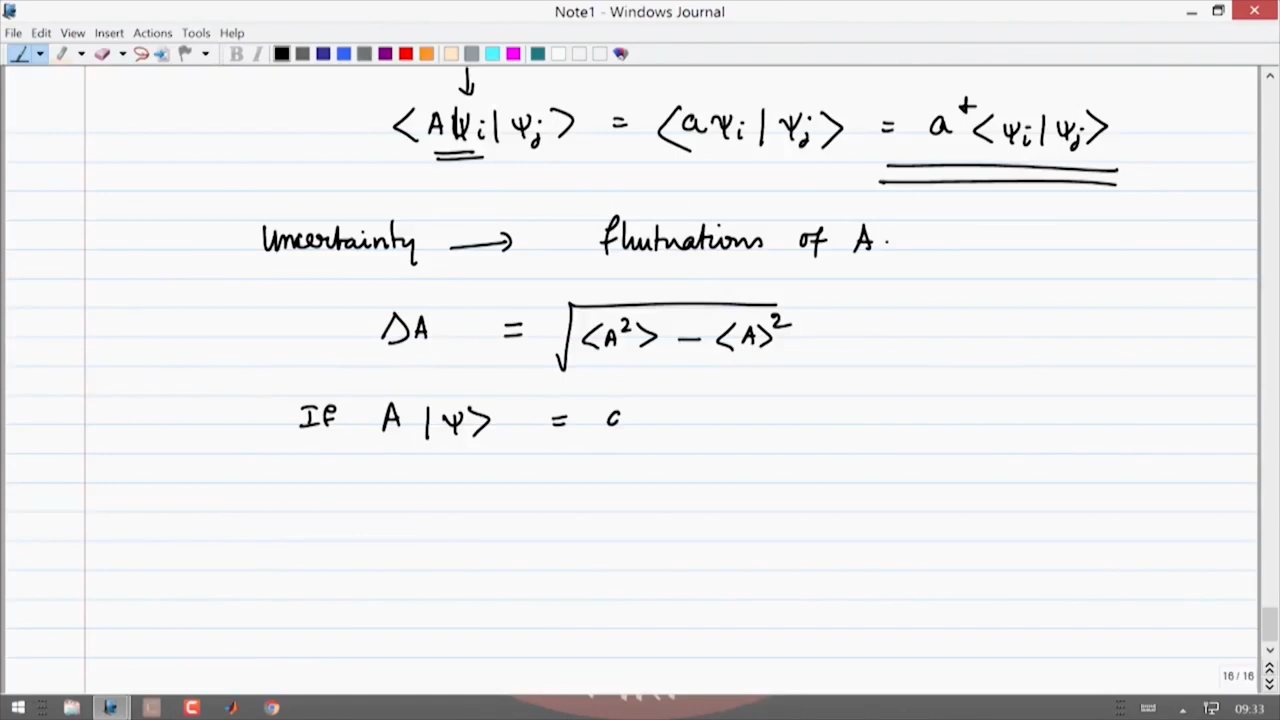 Note1 - Windows Journal
File Edit View Insert Actions Tools Help
B I
↓
<Aψi|ψj> = <aψi|ψj> = a+<ψi|ψj>
Uncertainty → flutuations of A.
ΔA = √<A²> - <A>²
If A |ψ> =
16/16
09:33